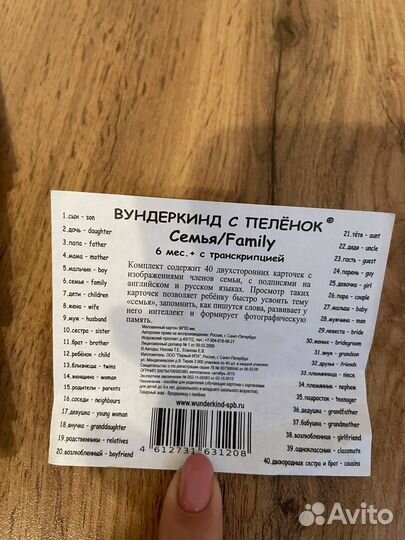 ВУНДЕРКИНД С ПЕЛЁНОК®
Семья/Family
6 мес.+ с транскрипцией
Комплект содержит 40 двухсторонних карточек с
изображениями членов семьи, с подписями на
английском и русском языках. Просмотр таких
карточек позволяет ребёнку быстро усвоить тему
«семья», запомнить, как пишутся слова, развивает у
него интеллект и формирует фотографическую
память.
1.сын - son
2.дочь - daughter
3.папа - father
4.мама - mother
5.мальчик - boy
6.семья - family
7.дети - children
8.жена - wife
9.муж - husband
10.сестра - sister
11.брат - brother
12.ребёнок - child
13.близнецы - twins
14.женщина - woman
15.родители - parents
16.соседи - neighbours
17.девушка - young woman
18.внучка - granddaughter
19.родственники - relatives
20.возлюбленный - boyfriend
21.тётя - aunt
22.дядя - uncle
23.гость - guest
24.парень - guy
25.девочка - girl
26.пара - couple
27.малыш - baby
28.мужчина - man
29.невеста - bride
30.жених - bridegroom
31.внук - grandson
32.друзья - friends
33.племянница - niece
34.племянник - nephew
35.подросток - teenager
36.дедушка - grandfather
37.бабушка - grandmother
38.возлюбленная - girlfriend
39.одноклассник - classmate
40.двоюродные сестра и брат - cousins
www.wunderkind-spb.ru
4 612731 631208
Avito